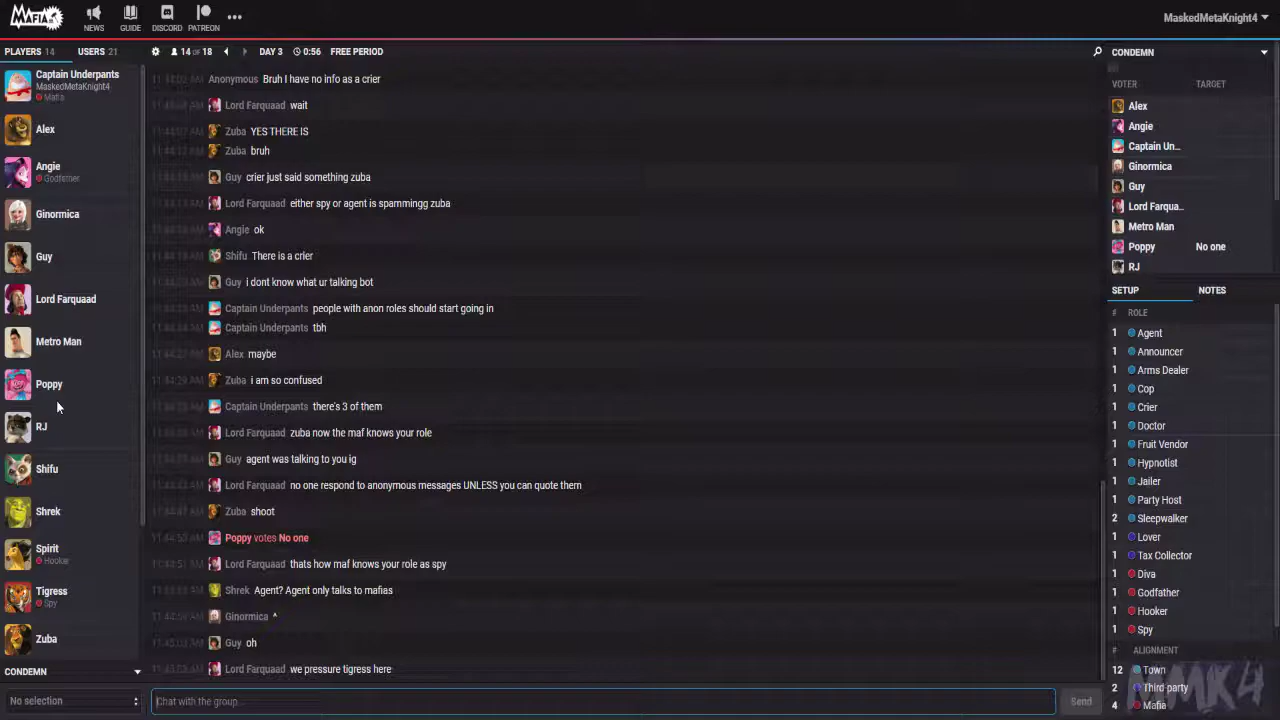 MAFIA
NEWS
GUIDE
DISCORD
PATREON
MaskedMetaKnight4
PLAYERS 14
USERS 21
14 OF 18
DAY 3
0:56
FREE PERIOD
Captain Underpants
MaskedMetaKnight4
Mafia
Alex
Angie
Godfather
Ginormica
Guy
Lord Farquaad
Metro Man
Poppy
RJ
Shifu
Shrek
Spirit
Hooker
Tigress
Spy
Zuba
CONDEMN
No selection
Anonymous Bruh I have no info as a crier
Lord Farquaad wait
Zuba YES THERE IS
Zuba bruh
Guy crier just said something zuba
Lord Farquaad either spy or agent is spammingg zuba
Angie ok
Shifu There is a crier
Guy i dont know what ur talking bot
Captain Underpants people with anon roles should start going in
Captain Underpants tbh
Alex maybe
Zuba i am so confused
Captain Underpants there's 3 of them
Lord Farquaad zuba now the maf knows your role
Guy agent was talking to you ig
Lord Farquaad no one respond to anonymous messages UNLESS you can quote them
Zuba shoot
Poppy votes No one
Lord Farquaad thats how maf knows your role as spy
Shrek Agent? Agent only talks to mafias
Ginormica ^
Guy oh
Lord Farquaad we pressure tigress here
Chat with the group...
Send
CONDEMN
VOTER TARGET
Alex
Angie
Captain Un...
Ginormica
Guy
Lord Farqua...
Metro Man
Poppy No one
RJ
SETUP
NOTES
# ROLE
1 Agent
1 Announcer
1 Arms Dealer
1 Cop
1 Crier
1 Doctor
1 Fruit Vendor
1 Hypnotist
1 Jailer
1 Party Host
2 Sleepwalker
1 Lover
1 Tax Collector
1 Diva
1 Godfather
1 Hooker
1 Spy
# ALIGNMENT
12 Town
2 Third-party
4 Mafia
MMK4